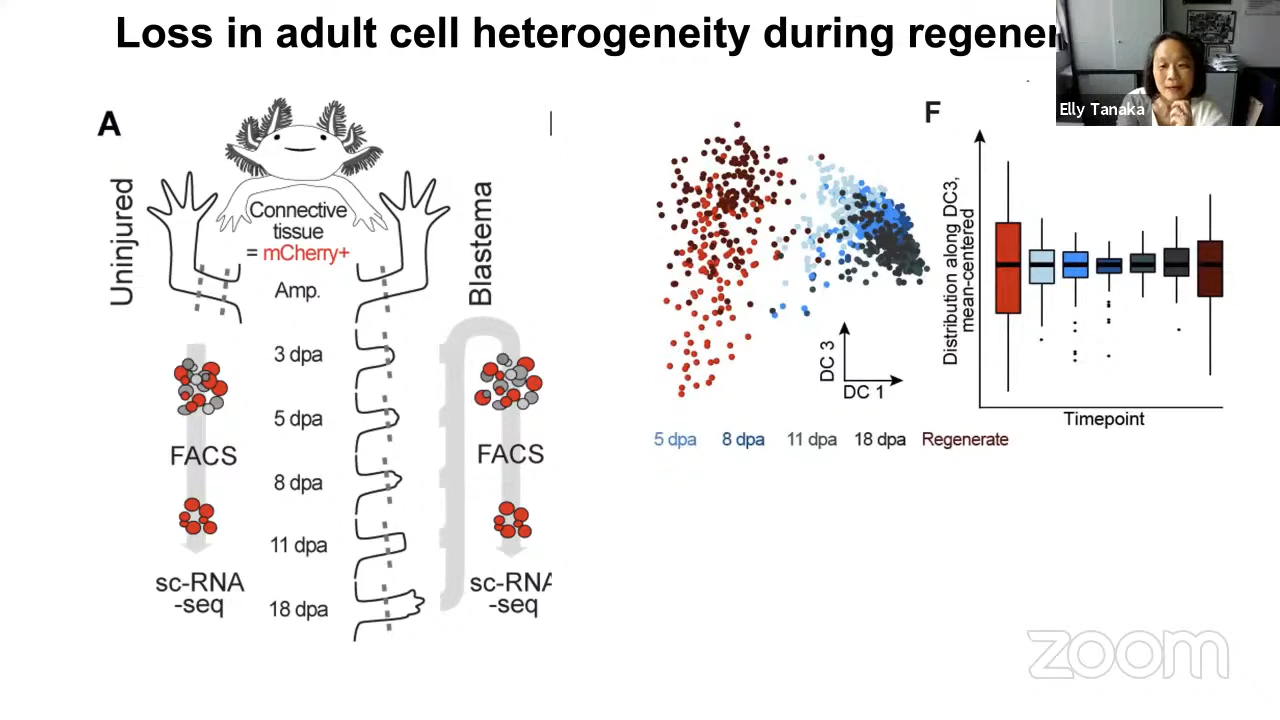 Loss in adult cell heterogeneity during regener
Elly Tanaka
A
Uninjured
Connective
tissue
= mCherry+
Amp.
3 dpa
5 dpa
8 dpa
11 dpa
18 dpa
FACS
sc-RNA
-seq
Blastema
FACS
sc-RNA
-seq
DC 3
DC 1
5 dpa 8 dpa 11 dpa 18 dpa Regenerate
F
Distribution along DC3,
mean-centered
Timepoint
zoom